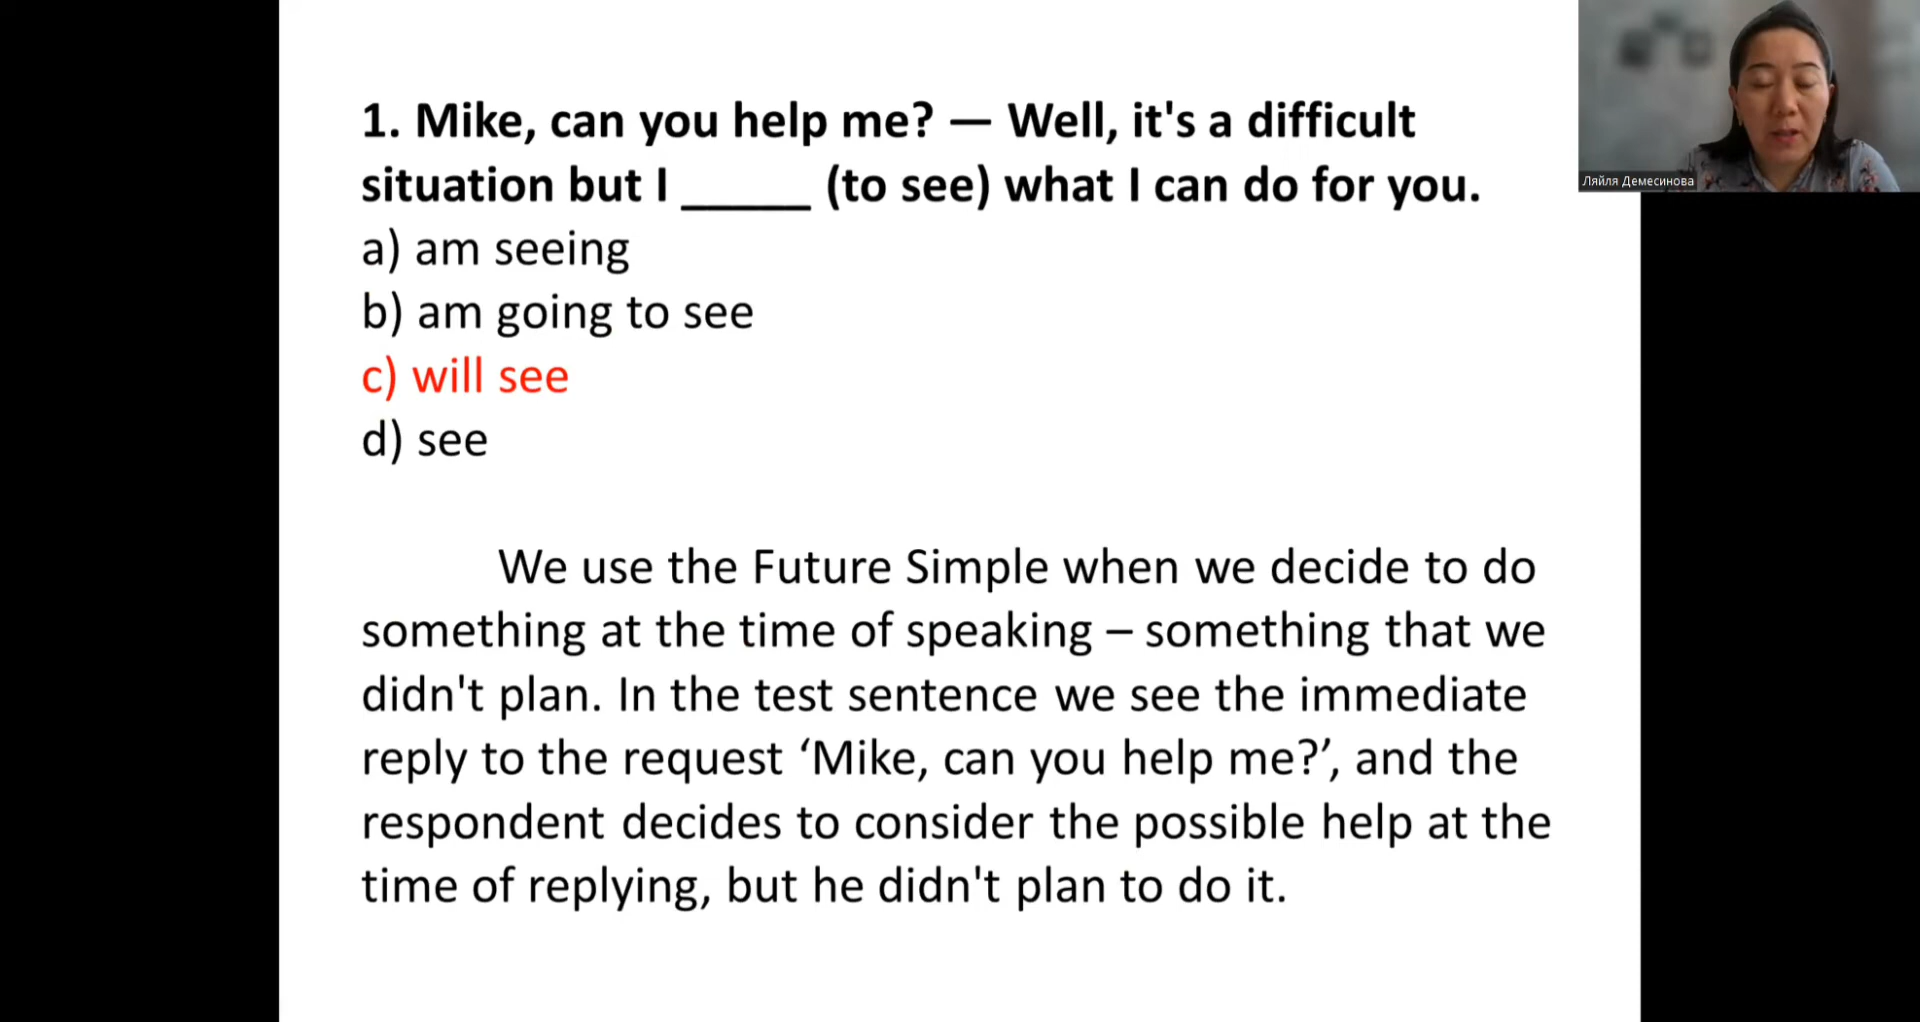 1. Mike, can you help me? — Well, it's a difficult
situation but I _____ (to see) what I can do for you.
a) am seeing
b) am going to see
c) will see
d) see
We use the Future Simple when we decide to do
something at the time of speaking – something that we
didn't plan. In the test sentence we see the immediate
reply to the request ‘Mike, can you help me?’, and the
respondent decides to consider the possible help at the
time of replying, but he didn't plan to do it.
Ляйля Демесинова